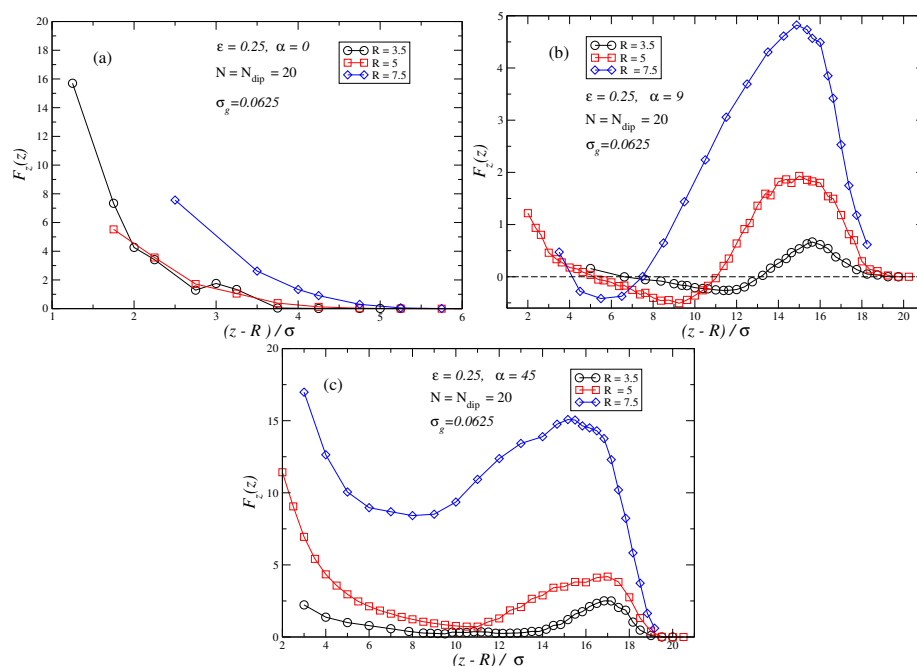 (a)
ε = 0.25, α = 0
N = N_dip = 20
σ_g=0.0625
R = 3.5
R = 5
R = 7.5
F_z(z)
20
18
16
14
12
10
8
6
4
2
0
1 2 3 4 5 6
(z - R) / σ
(b)
R = 3.5
R = 5
R = 7.5
ε = 0.25, α = 9
N = N_dip = 20
σ_g=0.0625
F_z(z)
5
4
3
2
1
0
2 4 6 8 10 12 14 16 18 20
(z - R) / σ
(c)
ε = 0.25, α = 45
N = N_dip = 20
σ_g=0.0625
R = 3.5
R = 5
R = 7.5
F_z(z)
20
15
10
5
0
2 4 6 8 10 12 14 16 18 20
(z - R) / σ